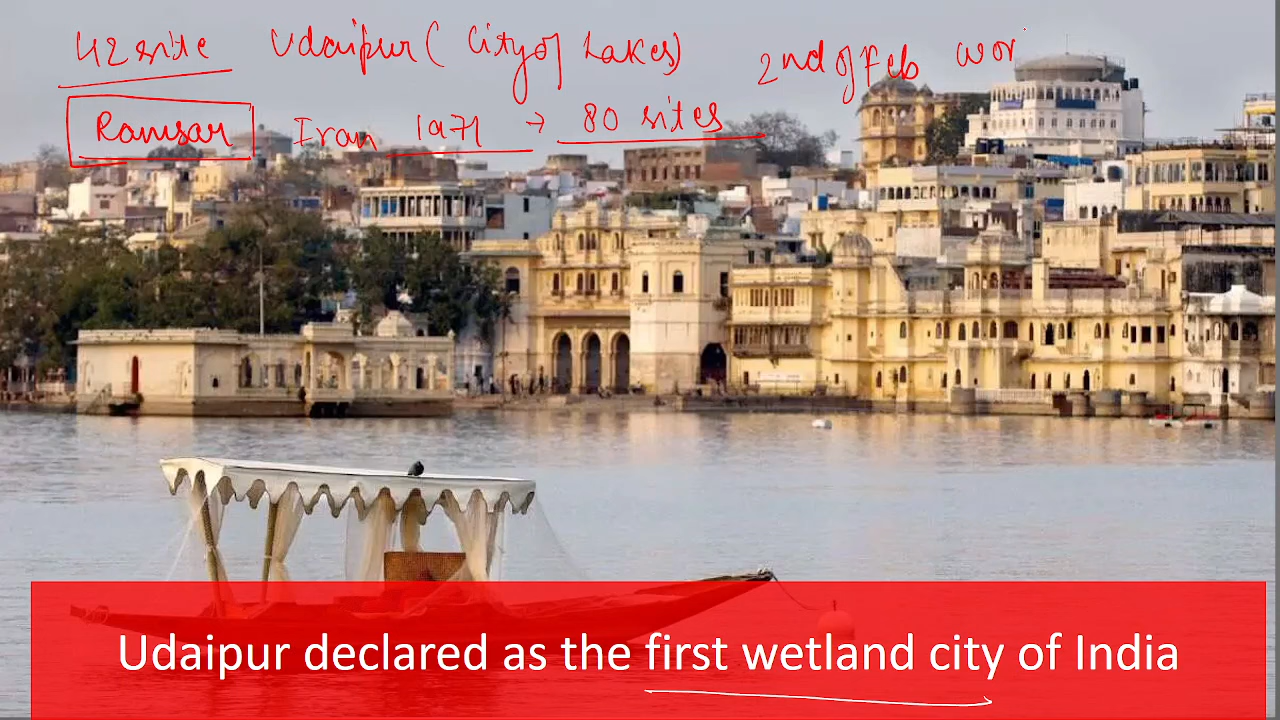 42 site Udaipur ( City of Lakes) 2nd of Feb wor
Ramsar Iran 1971 → 80 sites
Udaipur declared as the first wetland city of India